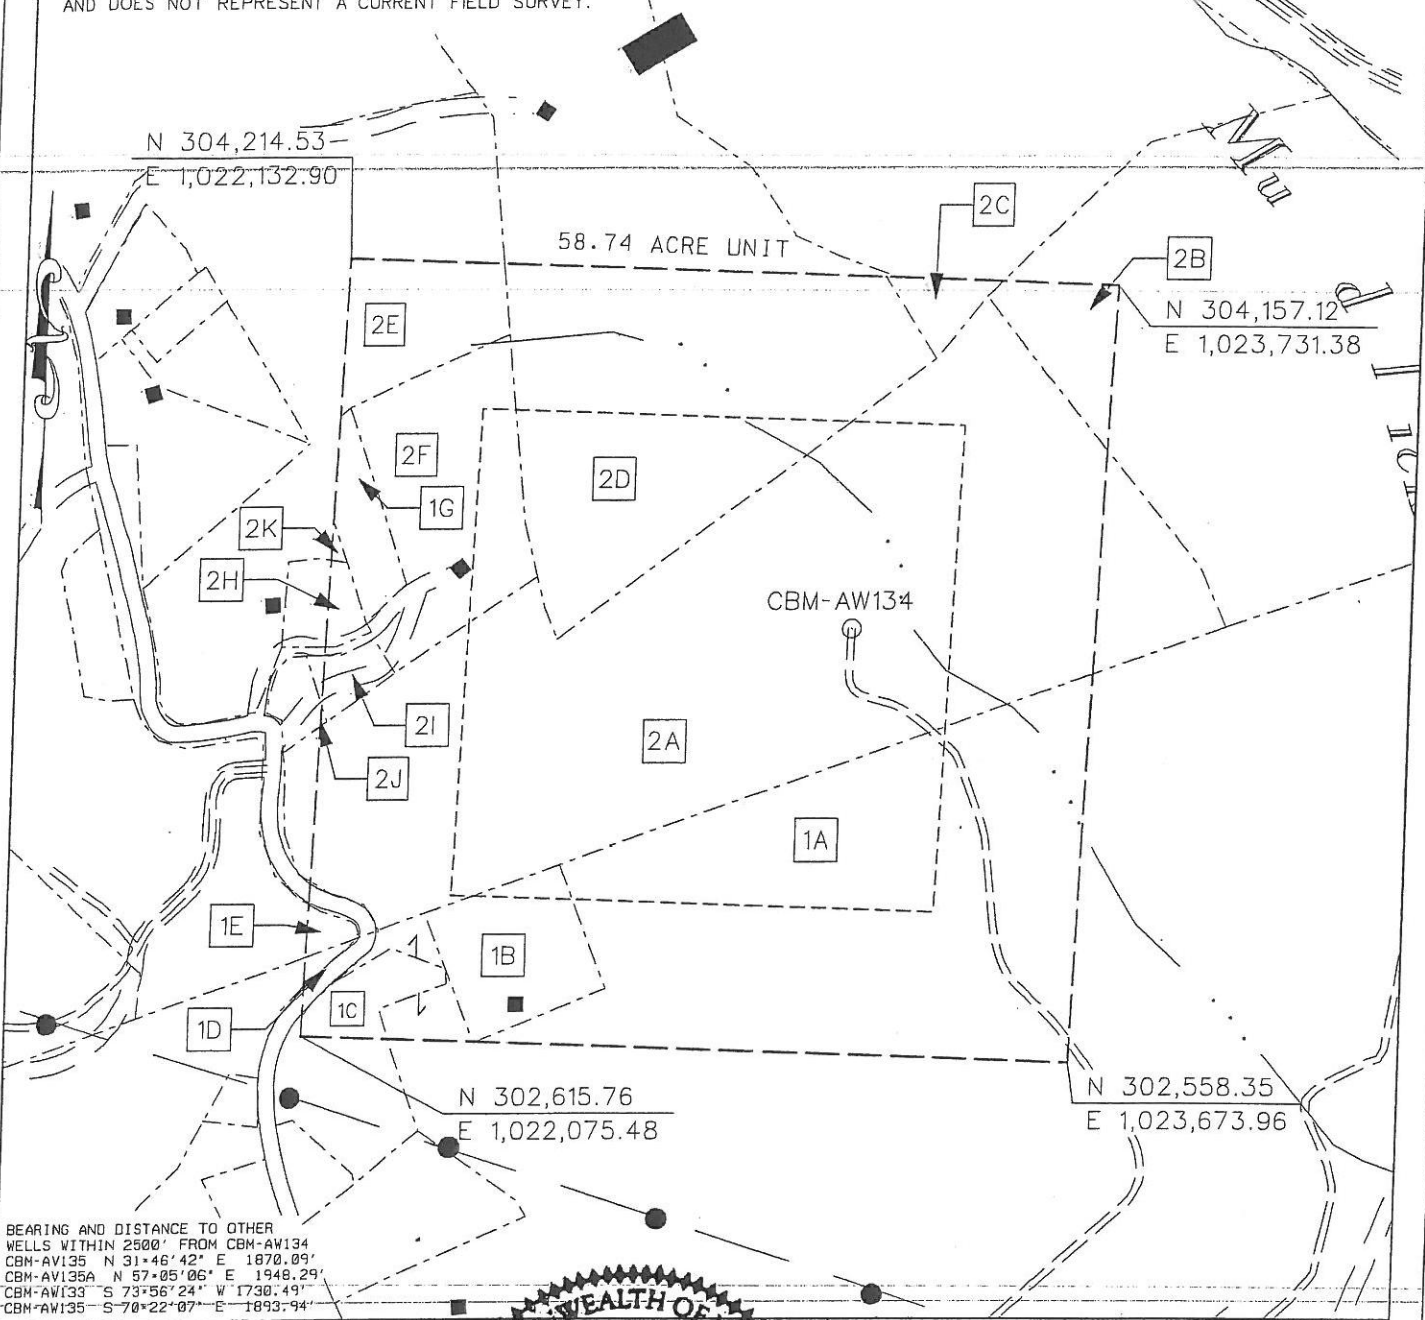 AND DOES NOT REPRESENT A CURRENT FIELD SURVEY.
N 304,214.53
E 1,022,132.90
Mu
2C
58.74 ACRE UNIT
2B
d
N 304,157.12
E 1,023,731.38
2E
l
2F
1G
2D
2K
2H
CBM-AW134
2I
2A
2J
1A
1E
1B
1C
1D
N 302,615.76
E 1,022,075.48
N 302,558.35
E 1,023,673.96
BEARING AND DISTANCE TO OTHER
WELLS WITHIN 2500' FROM CBM-AW134
CBM-AV135 N 31°46'42" E 1870.09'
CBM-AV135A N 57°05'06" E 1948.29'
CBM-AW133 S 73°56'24" W 1730.49'
CBM-AW135 S 70°22'07" E 1893.94'
WEALTH OF